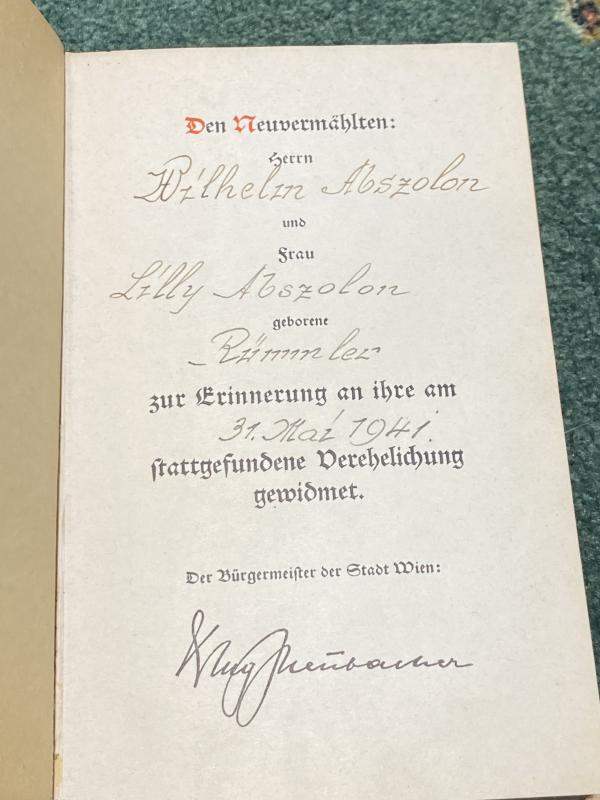 Den Neuvermählten:
Herrn
Wilhelm Abszolon
und
Frau
Lilly Abszolon
geborene
Rümmler
zur Erinnerung an ihre am
31. Mai 1941.
stattgefundene Verehelichung
gewidmet.
Der Bürgermeister der Stadt Wien:
Neubacher